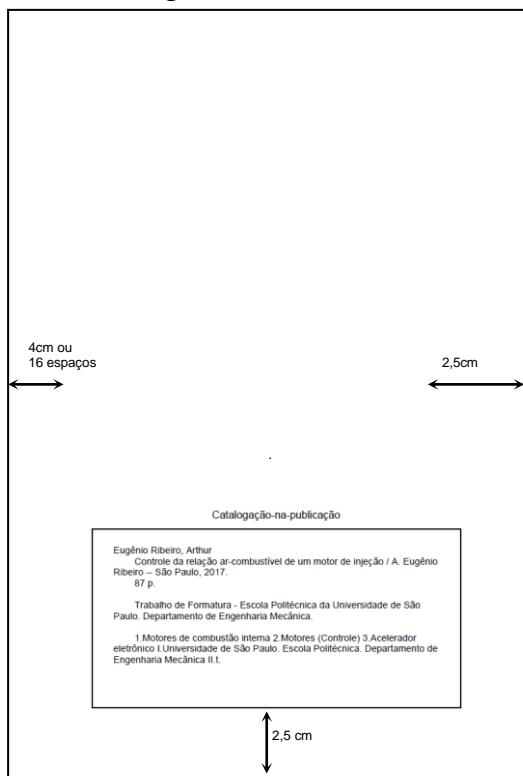 4cm ou
16 espaços
2,5cm
Catalogação-na-publicação
Eugênio Ribeiro, Arthur
Controle da relação ar-combustível de um motor de injeção / A. Eugênio
Ribeiro -- São Paulo, 2017.
87 p.
Trabalho de Formatura - Escola Politécnica da Universidade de São
Paulo. Departamento de Engenharia Mecânica.
1.Motores de combustão interna 2.Motores (Controle) 3.Acelerador
eletrônico I.Universidade de São Paulo. Escola Politécnica. Departamento de
Engenharia Mecânica II.t.
2,5 cm